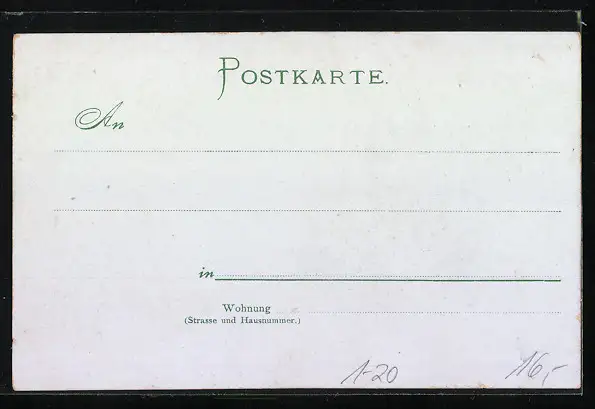 POSTKARTE.
An
in
Wohnung
(Strasse und Hausnummer.)
1-20 16,-